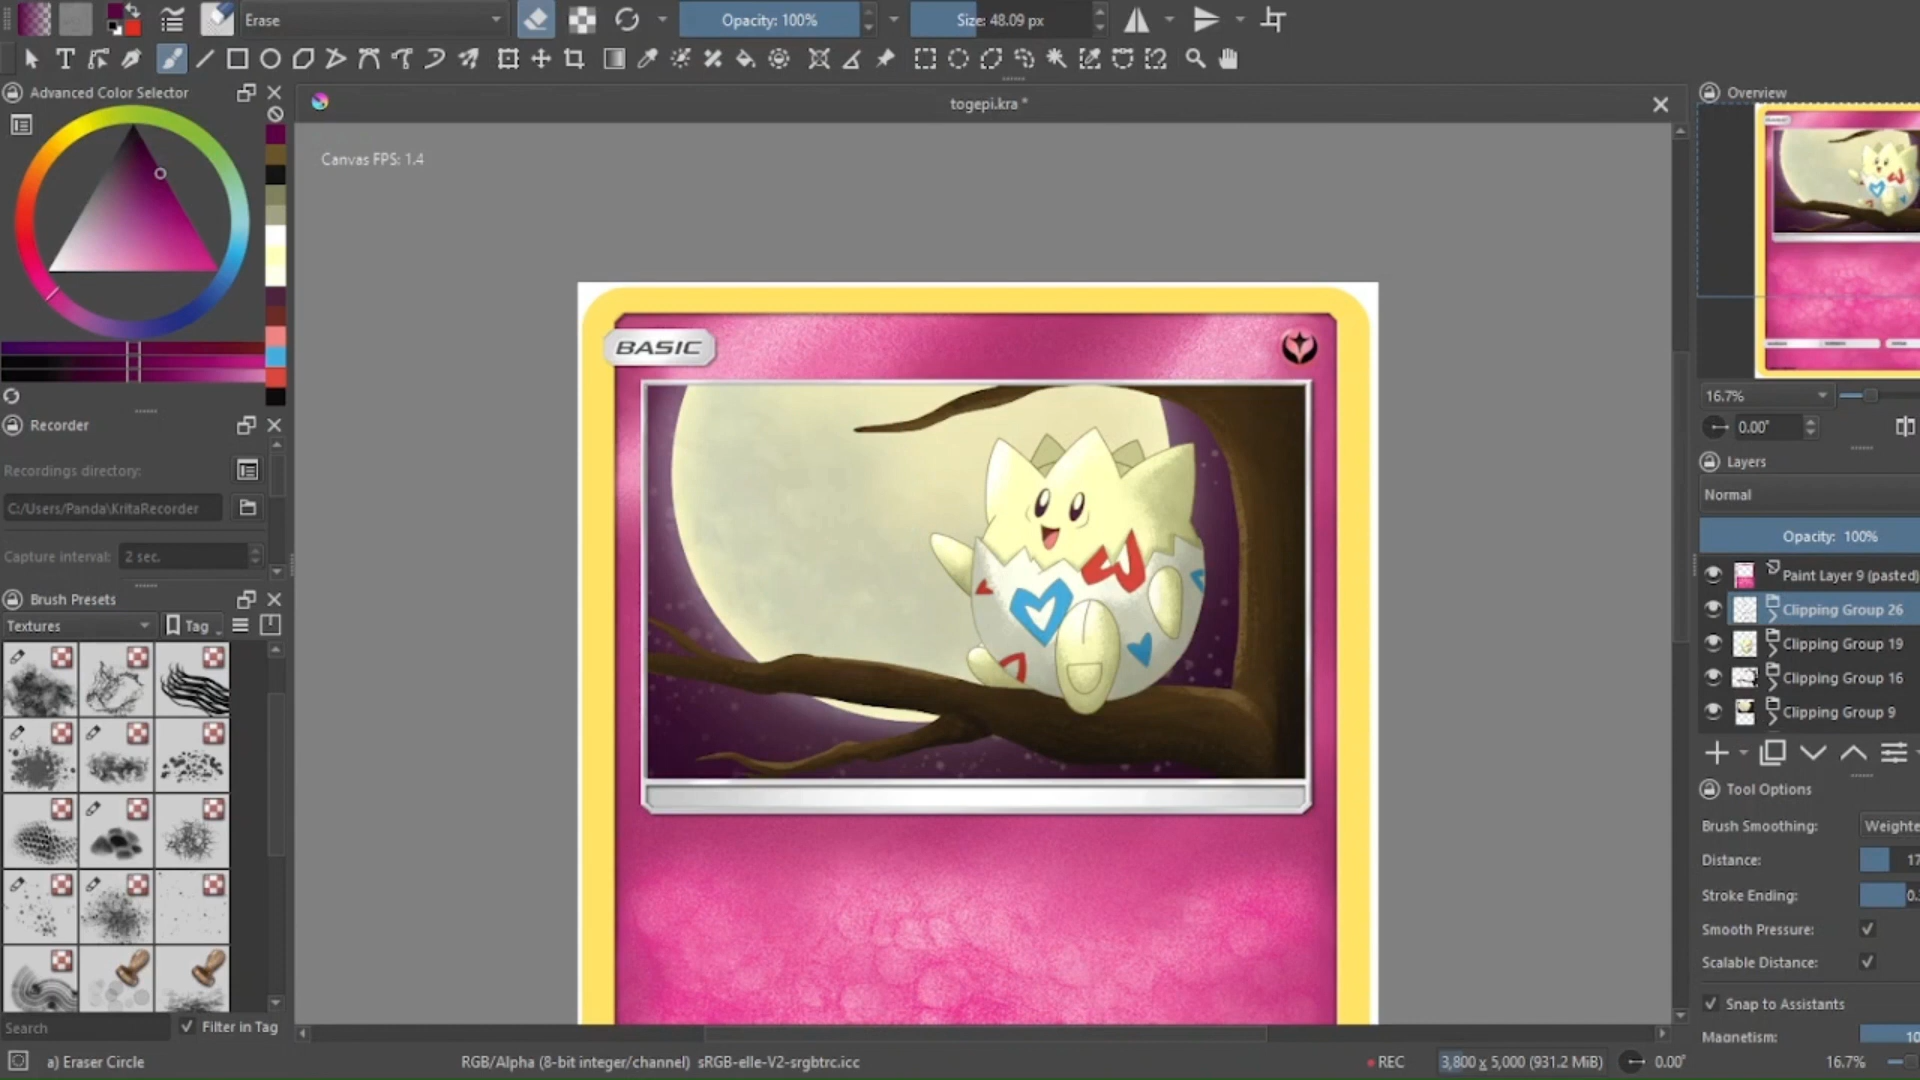 Erase
Opacity: 100%
Size: 48.09 px
Advanced Color Selector
togepi.kra *
Overview
Canvas FPS: 1.4
BASIC
16.7%
0.00°
Recorder
Recordings directory:
C:/Users/Panda\KritaRecorder
Capture interval: 2 sec.
Layers
Normal
Opacity: 100%
Paint Layer 9 (pasted)
Clipping Group 26
Clipping Group 19
Clipping Group 16
Clipping Group 9
Brush Presets
Textures
Tag
Tool Options
Brush Smoothing: Weighte
Distance: 17
Stroke Ending: 0.
Smooth Pressure:
Scalable Distance:
Snap to Assistants
Magnetism: 10
Search
Filter in Tag
a) Eraser Circle
RGB/Alpha (8-bit integer/channel) sRGB-elle-V2-srgbtrc.icc
REC
3,800 x 5,000 (931.2 MiB)
0.00°
16.7%